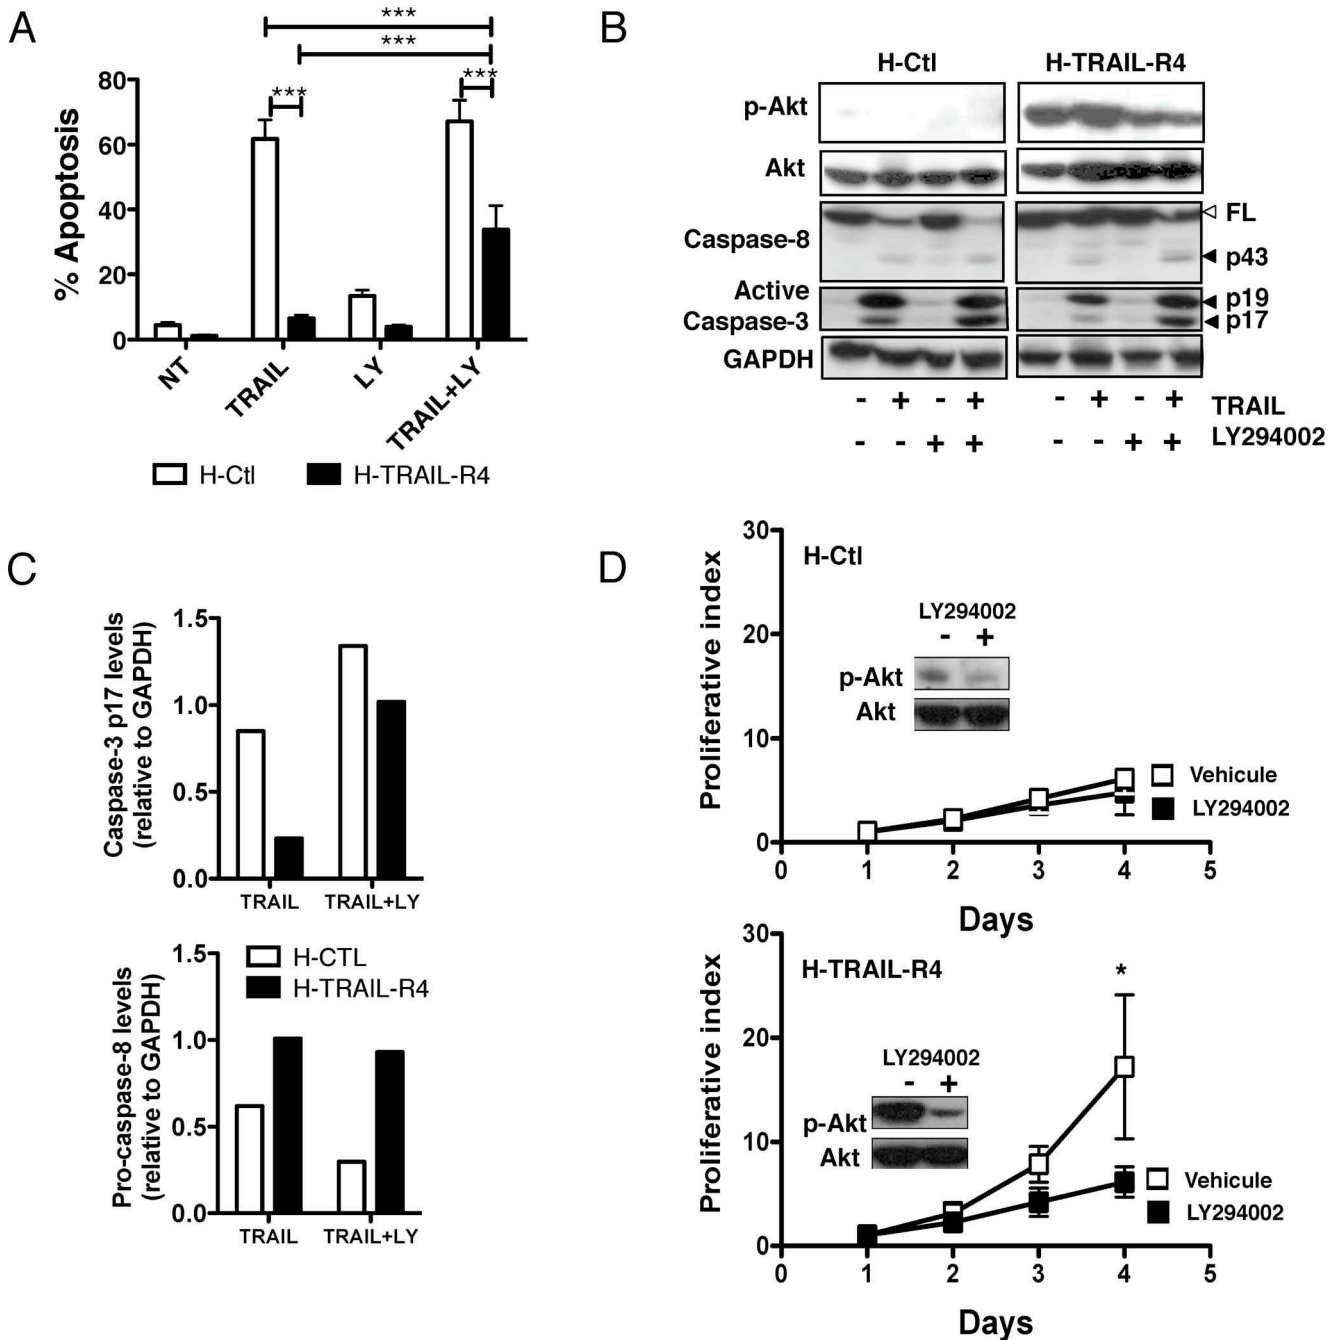 A
***
***
***
***
80
60
40
20
0
% Apoptosis
NT
TRAIL
LY
TRAIL+LY
H-Ctl
H-TRAIL-R4
B
H-Ctl H-TRAIL-R4
p-Akt
Akt
Caspase-8
FL
p43
Active
Caspase-3
p19
p17
GAPDH
- + - + - + - + TRAIL
- - + + - - + + LY294002
C
Caspase-3 p17 levels
(relative to GAPDH)
1.5
1.0
0.5
0.0
TRAIL TRAIL+LY
Pro-caspase-8 levels
(relative to GAPDH)
1.5
1.0
0.5
0.0
H-CTL
H-TRAIL-R4
TRAIL TRAIL+LY
D
Proliferative index
30
20
10
0
H-Ctl
LY294002
- +
p-Akt
Akt
Vehicule
LY294002
0 1 2 3 4 5
Days
Proliferative index
30
20
10
0
H-TRAIL-R4
*
LY294002
- +
p-Akt
Akt
Vehicule
LY294002
0 1 2 3 4 5
Days